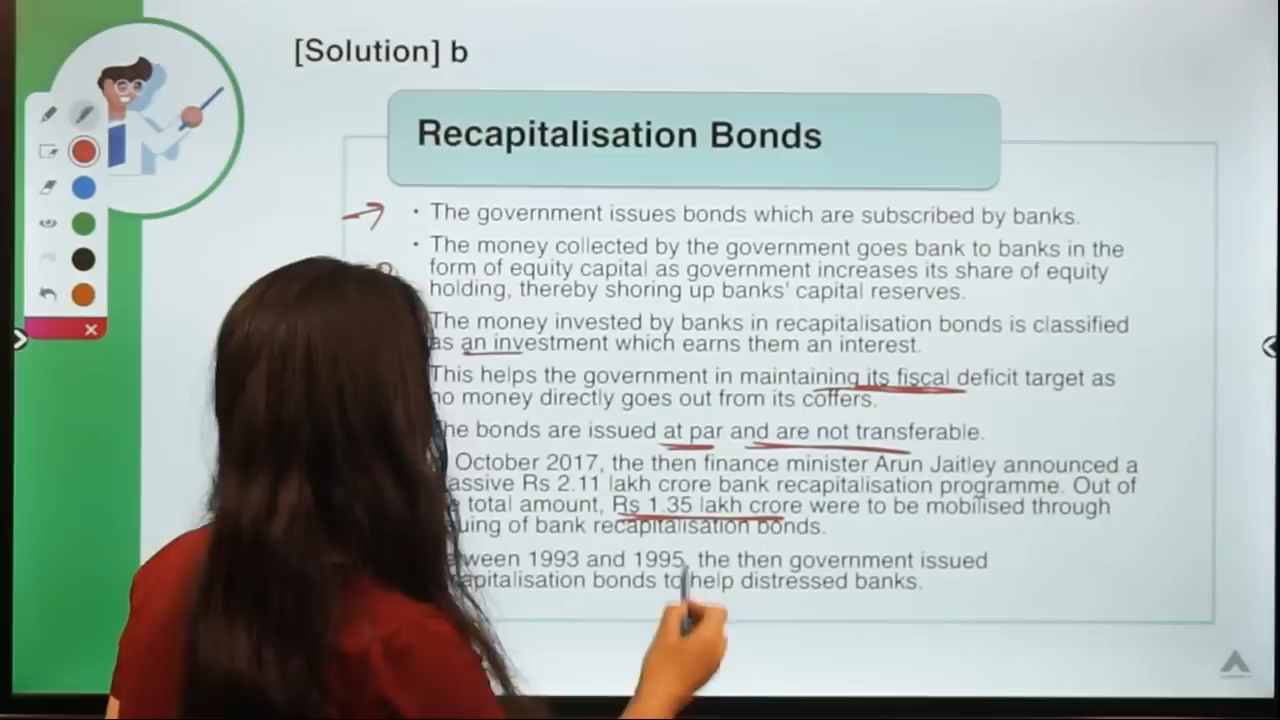 [Solution] b
Recapitalisation Bonds
· The government issues bonds which are subscribed by banks.
· The money collected by the government goes bank to banks in the
form of equity capital as government increases its share of equity
holding, thereby shoring up banks' capital reserves.
The money invested by banks in recapitalisation bonds is classified
as an investment which earns them an interest.
This helps the government in maintaining its fiscal deficit target as
no money directly goes out from its coffers.
he bonds are issued at par and are not transferable.
October 2017, the then finance minister Arun Jaitley announced a
assive Rs 2.11 lakh crore bank recapitalisation programme. Out of
total amount, Rs 1.35 lakh crore were to be mobilised through
uing of bank recapitalisation bonds.
ween 1993 and 1995, the then government issued
apitalisation bonds to help distressed banks.